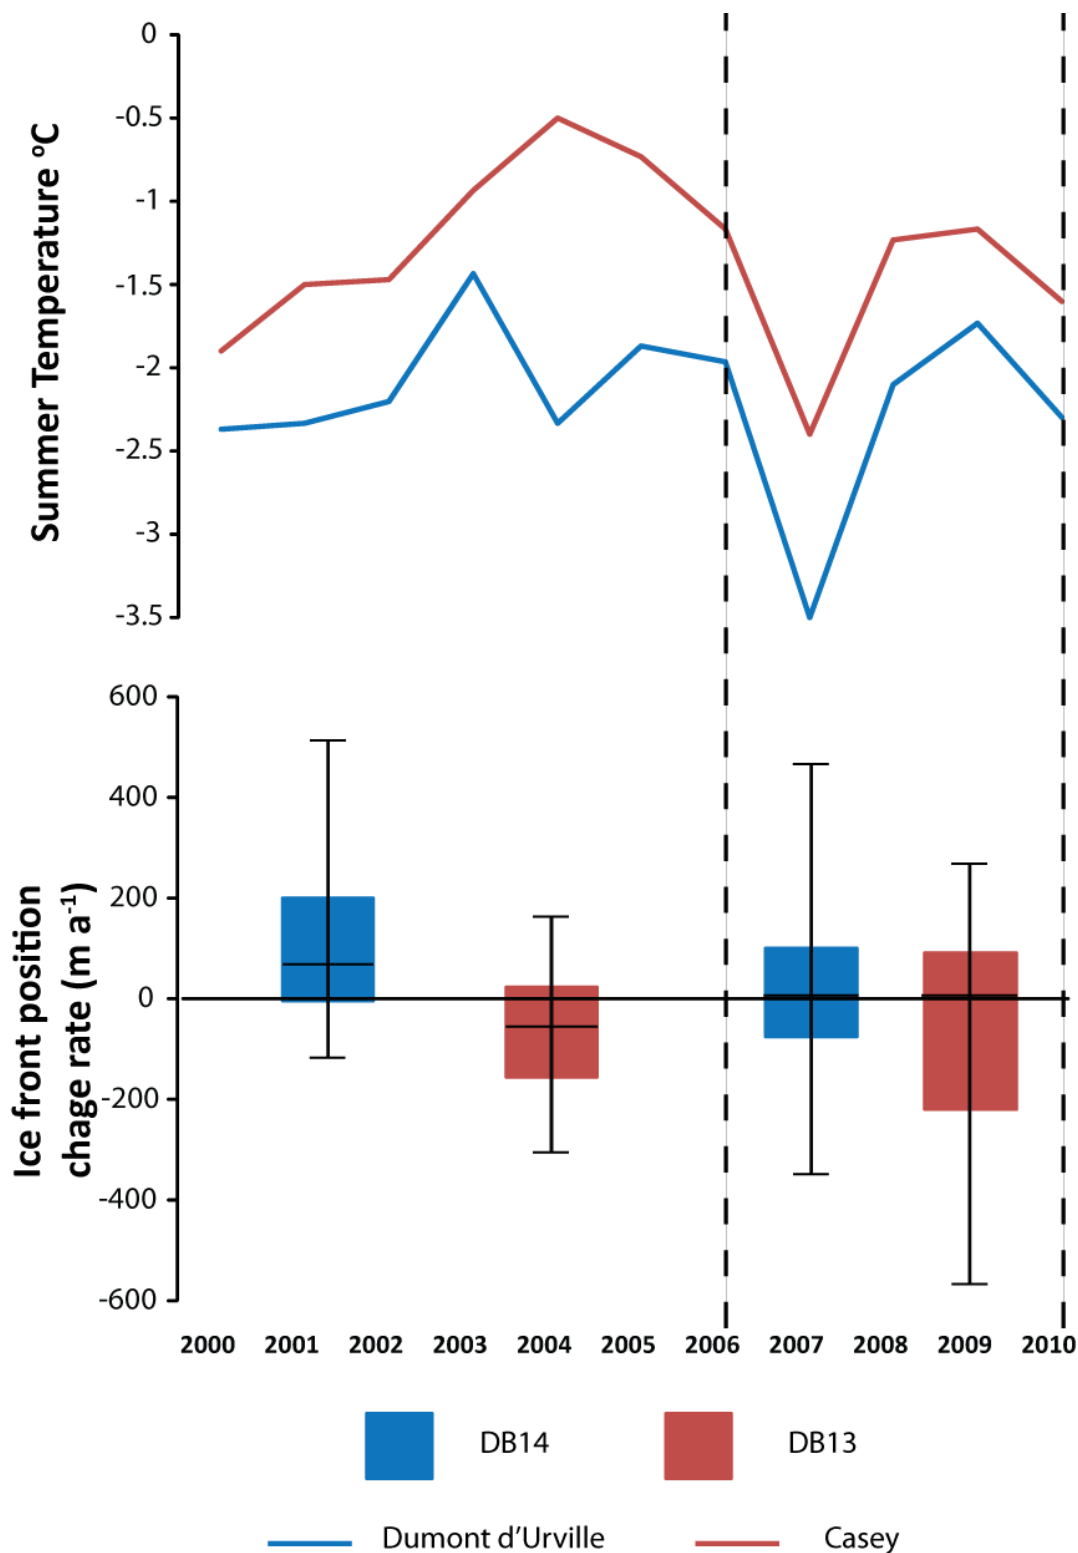 Summer Temperature ºC
0
-0.5
-1
-1.5
-2
-2.5
-3
-3.5
Ice front position
chage rate (m a-1)
600
400
200
0
-200
-400
-600
2000 2001 2002 2003 2004 2005 2006 2007 2008 2009 2010
DB14 DB13
Dumont d’Urville Casey